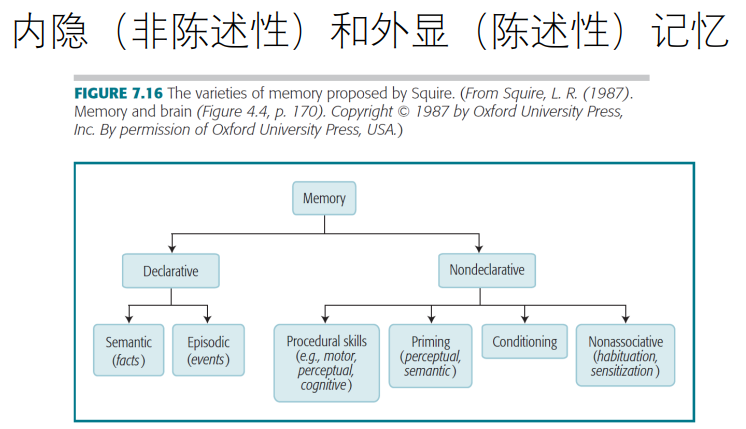 内隐（非陈述性）和外显（陈述性）记忆
FIGURE 7.16 The varieties of memory proposed by Squire. (From Squire, L. R. (1987).
Memory and brain (Figure 4.4, p. 170). Copyright © 1987 by Oxford University Press,
Inc. By permission of Oxford University Press, USA.)
Memory
Declarative
Nondeclarative
Semantic
(facts)
Episodic
(events)
Procedural skills
(e.g., motor,
perceptual,
cognitive)
Priming
(perceptual,
semantic)
Conditioning
Nonassociative
(habituation,
sensitization)